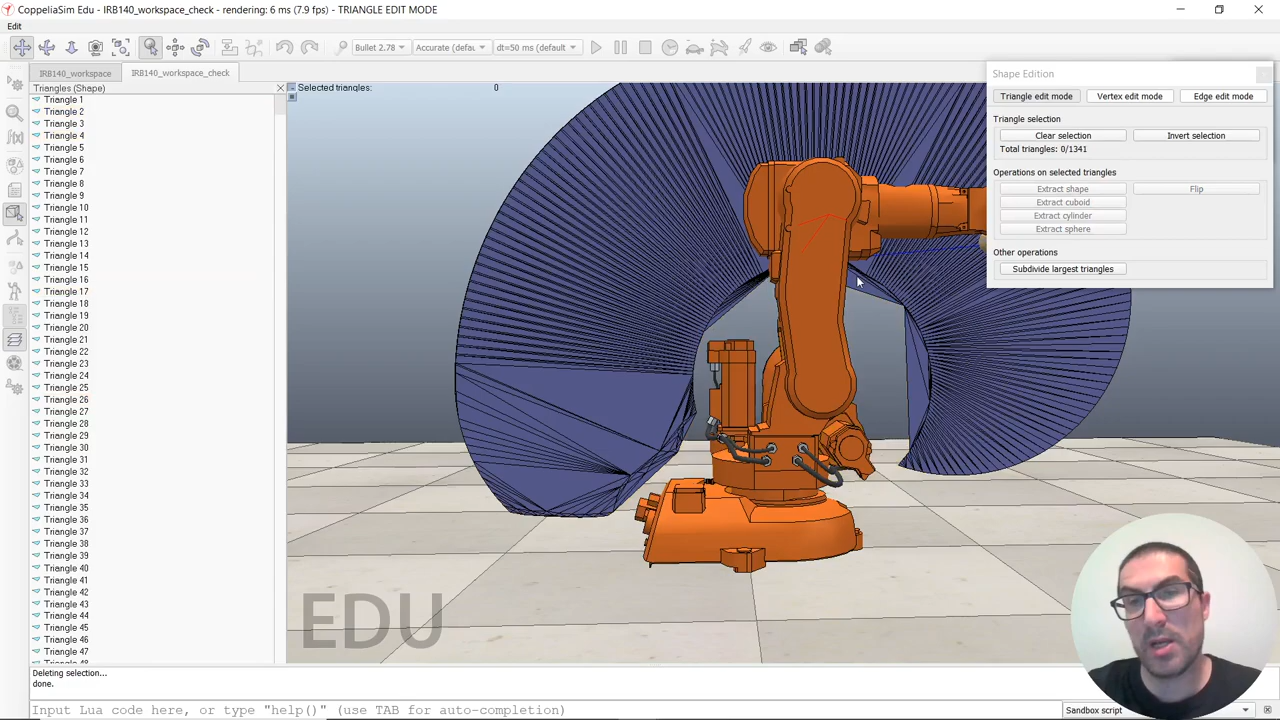 CoppeliaSim Edu - IRB140_workspace_check - rendering: 6 ms (7.9 fps) - TRIANGLE EDIT MODE
Edit
Bullet 2.78
Accurate (defau
dt=50 ms (default)
IRB140_workspace
IRB140_workspace_check
Triangles (Shape)
Selected triangles: 0
Triangle 1
Triangle 2
Triangle 3
Triangle 4
Triangle 5
Triangle 6
Triangle 7
Triangle 8
Triangle 9
Triangle 10
Triangle 11
Triangle 12
Triangle 13
Triangle 14
Triangle 15
Triangle 16
Triangle 17
Triangle 18
Triangle 19
Triangle 20
Triangle 21
Triangle 22
Triangle 23
Triangle 24
Triangle 25
Triangle 26
Triangle 27
Triangle 28
Triangle 29
Triangle 30
Triangle 31
Triangle 32
Triangle 33
Triangle 34
Triangle 35
Triangle 36
Triangle 37
Triangle 38
Triangle 39
Triangle 40
Triangle 41
Triangle 42
Triangle 43
Triangle 44
Triangle 45
Triangle 46
Triangle 47
Triangle 48
Shape Edition
Triangle edit mode
Vertex edit mode
Edge edit mode
Triangle selection
Clear selection
Invert selection
Total triangles: 0/1341
Operations on selected triangles
Extract shape
Flip
Extract cuboid
Extract cylinder
Extract sphere
Other operations
Subdivide largest triangles
EDU
Deleting selection...
done.
Input Lua code here, or type "help()" (use TAB for auto-completion)
Sandbox script